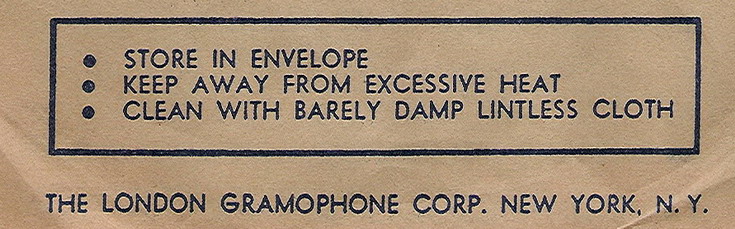 • STORE IN ENVELOPE
• KEEP AWAY FROM EXCESSIVE HEAT
• CLEAN WITH BARELY DAMP LINTLESS CLOTH
THE LONDON GRAMOPHONE CORP. NEW YORK, N. Y.